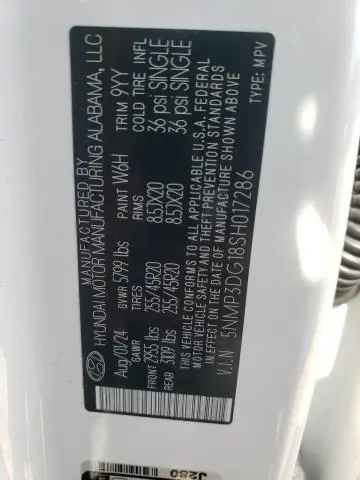 MANUFACTURED BY
HYUNDAI MOTOR MANUFACTURING ALABAMA, LLC
Aug/01/24 GVWR 5799 lbs PAINT W6H TRIM 9YY
GAWR RIMS COLD TIRE INFL
FRONT 2955 lbs 255/45R20 8.5JX20 36 psi SINGLE
REAR 3109 lbs 255/45R20 8.5JX20 36 psi SINGLE
THIS VEHICLE CONFORMS TO ALL APPLICABLE U.S.A. FEDERAL
MOTOR VEHICLE SAFETY AND THEFT PREVENTION STANDARDS
IN EFFECT ON THE DATE OF MANUFACTURE SHOWN ABOVE
V.I.N 5NMP3DG18SH017286 TYPE: MPV
J280